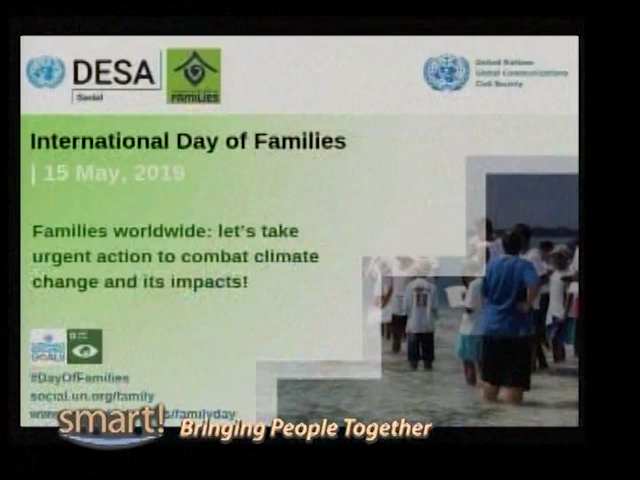 DESA
Social
FAMILIES
United Nations
Global Communications
Civil Society
International Day of Families
| 15 May, 2019
Families worldwide: let's take
urgent action to combat climate
change and its impacts!
#DayOfFamilies
social.un.org/family
/familyday
smart! Bringing People Together